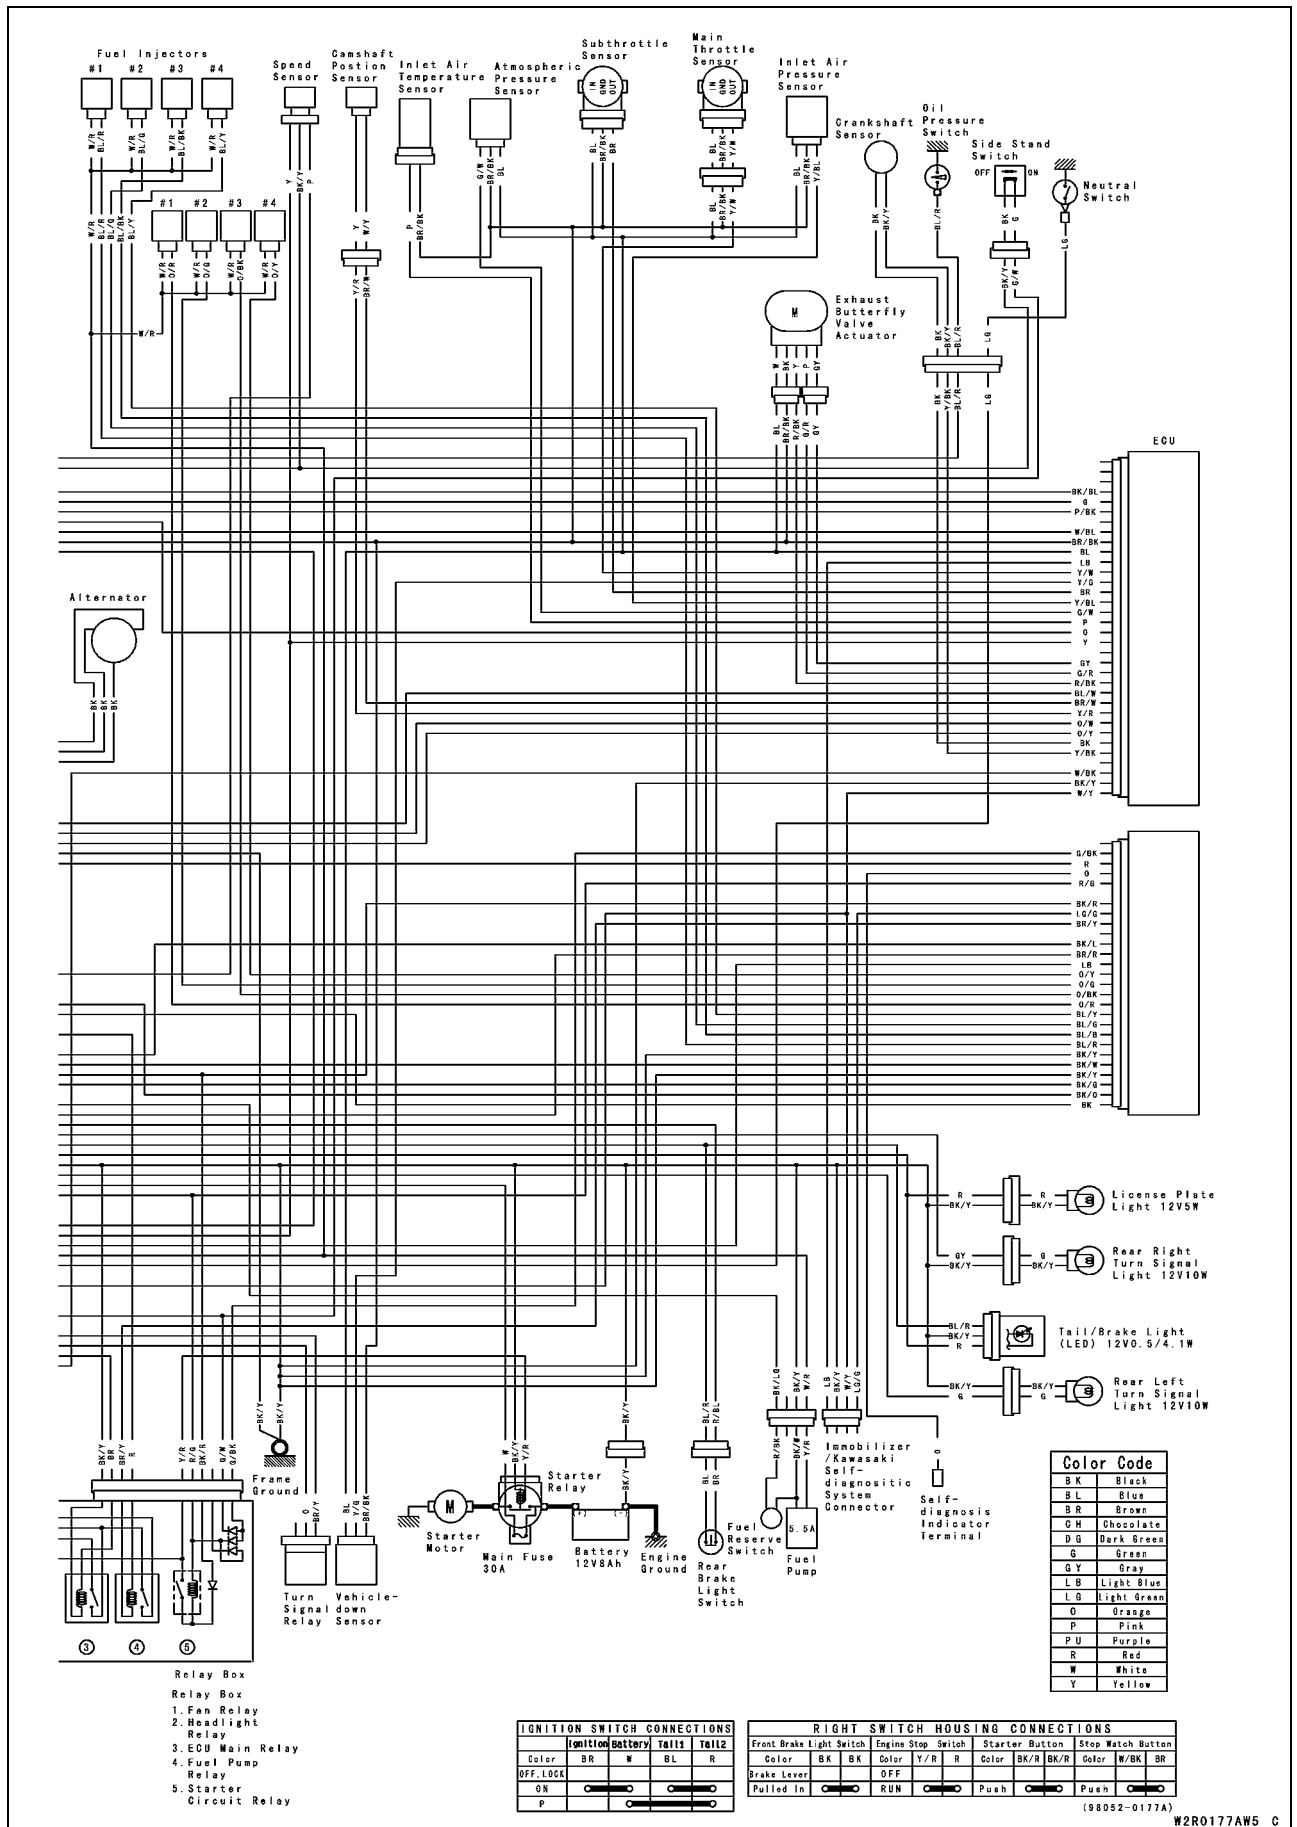 Fuel Injectors
#1 #2 #3 #4
Speed
Sensor
Camshaft
Postion
Sensor
Inlet Air
Temperature
Sensor
Atmospheric
Pressure
Sensor
Subthrottle
Sensor
IN GND OUT
Main
Throttle
Sensor
IN GND OUT
Inlet Air
Pressure
Sensor
Crankshaft
Sensor
Oil
Pressure
Switch
Side Stand
Switch
OFF ON
Neutral
Switch
W/R BL/R W/R BL/G W/R BL/BK W/R BL/Y
W/R BL/R BL/G BL/BK BL/Y
#1 #2 #3 #4
W/R O/R W/R O/G W/R O/BK W/R O/Y
W/R
Y BK/Y P
Y W/Y
Y/R BR/W
P BR/BK
G/W BR/BK BL
BL BR/BK BR
BL BR/BK Y/W
BL BR/BK Y/W
BL BR/BK Y/BL
BK BK/Y
BL/R
BK G
BK/Y G/W
LG
M
Exhaust
Butterfly
Valve
Actuator
W BK Y P GY
BL BR/BK R/BK G/R GY
BK BK/Y BL/R LG
BK Y/BK BL/R LG
ECU
BK/BL
G
P/BK
W/BL
BR/BK
BL
LB
Y/W
Y/G
BR
Y/BL
G/W
P
O
Y
GY
G/R
R/BK
BL/W
BR/W
Y/R
O/W
O/Y
BK
Y/BK
W/BK
BK/Y
W/Y
Alternator
BK BK BK
G/BK
R
O
R/G
BK/R
LG/G
BR/Y
BK/L
BR/R
LB
O/Y
O/G
O/BK
O/R
BL/Y
BL/G
BL/B
BL/R
BK/Y
BK/W
BK/Y
BK/G
BK/O
BK
R R
BK/Y BK/Y
License Plate
Light 12V5W
GY G
BK/Y BK/Y
Rear Right
Turn Signal
Light 12V10W
BL/R
BK/Y
R
Tail/Brake Light
(LED) 12V0.5/4.1W
BK/Y BK/Y
G G
Rear Left
Turn Signal
Light 12V10W
BK/Y BR BR/Y R Y/R R/G BK/R G/W G/BK
BK/Y BK/Y
Frame
Ground
O BR/Y
BL Y/G BR/BK
Turn
Signal
Relay
Vehicle-
down
Sensor
M
Starter
Motor
W BK/Y Y/R
Starter
Relay
Main Fuse
30A
(+) (-)
Battery
12V8Ah
BK/Y
BK/Y
Engine
Ground
BL/R R/BL
BL BR
Rear
Brake
Light
Switch
BK/LG BK/Y W/R
R/BK BK/W Y/R
Fuel
Reserve
Switch
5.5A
Fuel
Pump
LB BK/Y W/Y LG/G
Immobilizer
/Kawasaki
Self-
diagnositic
System
Connector
O
Self-
diagnosis
Indicator
Terminal
3 4 5
Relay Box
Relay Box
1. Fan Relay
2. Headlight
Relay
3. ECU Main Relay
4. Fuel Pump
Relay
5. Starter
Circuit Relay
Color Code
BK Black
BL Blue
BR Brown
CH Chocolate
DG Dark Green
G Green
GY Gray
LB Light Blue
LG Light Green
O Orange
P Pink
PU Purple
R Red
W White
Y Yellow
IGNITION SWITCH CONNECTIONS
Ignition Battery Tail1 Tail2
Color BR W BL R
OFF,LOCK
ON
P
RIGHT SWITCH HOUSING CONNECTIONS
Front Brake Light Switch Engine Stop Switch Starter Button Stop Watch Button
Color BK BK Color Y/R R Color BK/R BK/R Color W/BK BR
Brake Lever OFF
Pulled In RUN Push Push
(98052-0177A)
W2R0177AW5 C